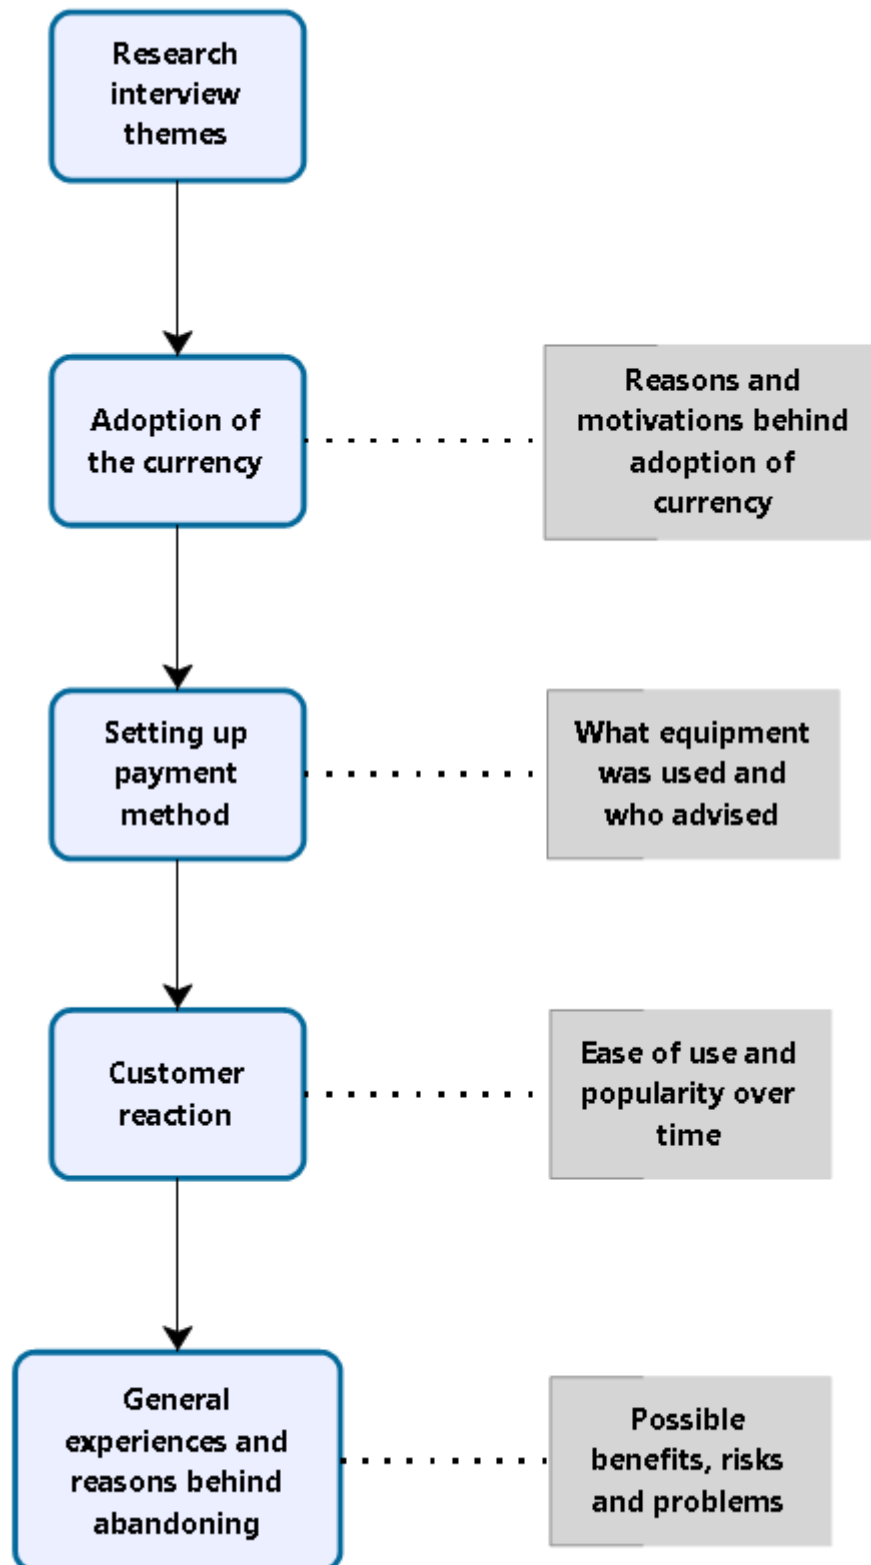 Research
interview
themes
Adoption of
the currency
Reasons and
motivations behind
adoption of
currency
Setting up
payment
method
What equipment
was used and
who advised
Customer
reaction
Ease of use and
popularity over
time
General
experiences and
reasons behind
abandoning
Possible
benefits, risks
and problems